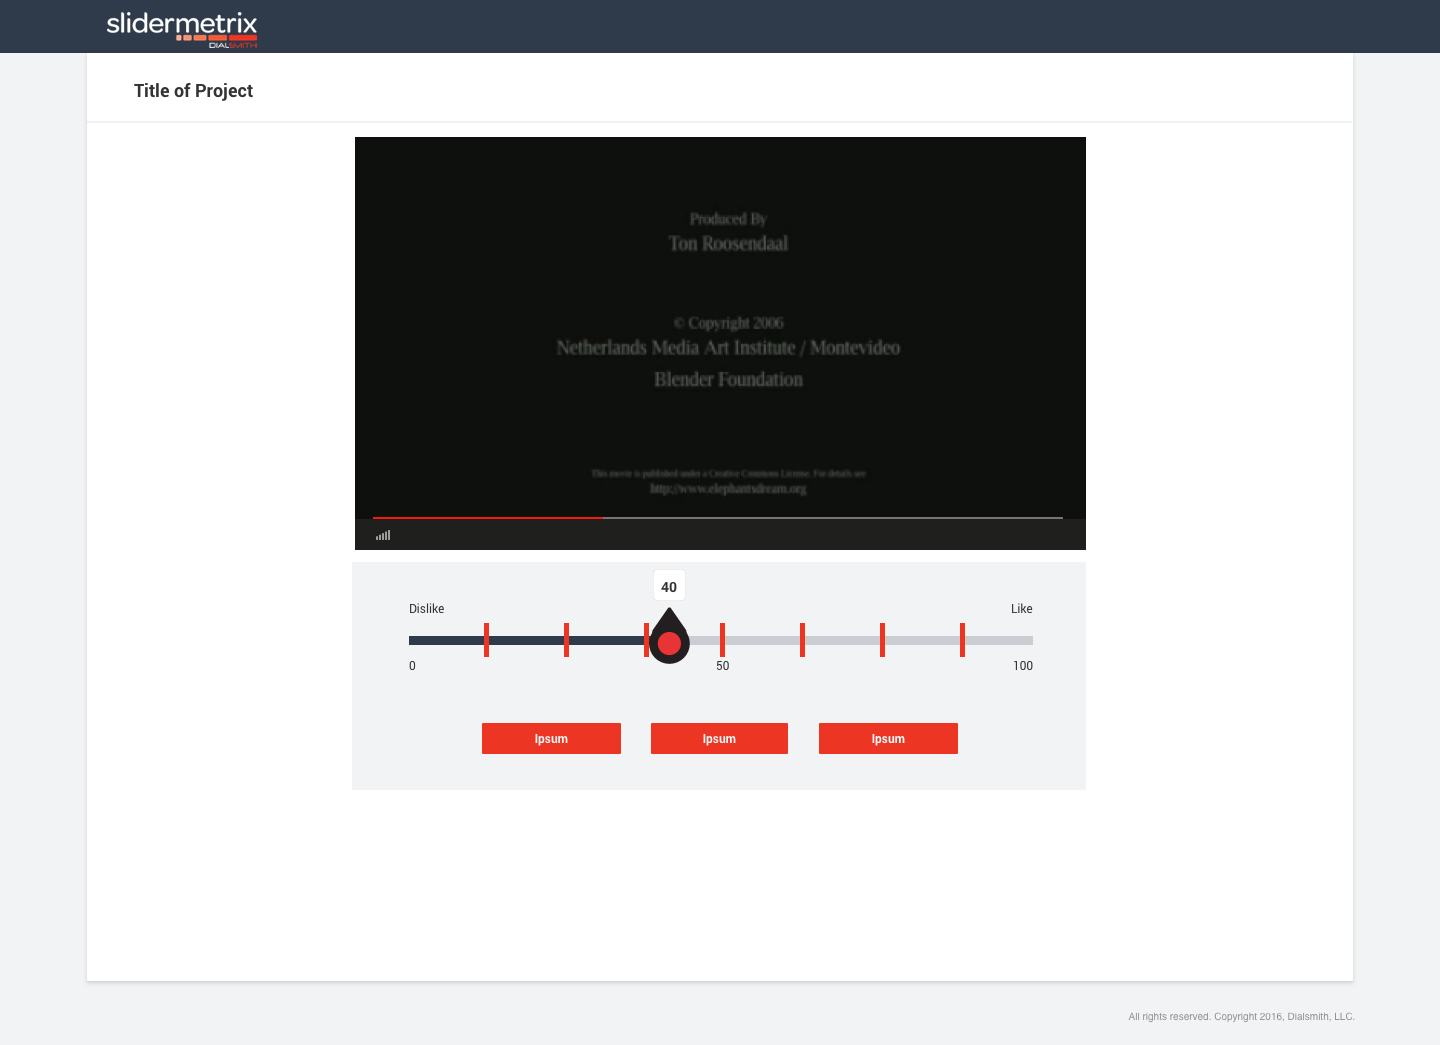 slidermetrix
DIALSMITH
Title of Project
Produced By
Ton Roosendaal
© Copyright 2006
Netherlands Media Art Institute / Montevideo
Blender Foundation
This movie is published under a Creative Commons License. For details see
http://www.elephantsdream.org
40
Dislike
Like
0
50
100
Ipsum
Ipsum
Ipsum
All rights reserved. Copyright 2016, Dialsmith, LLC.